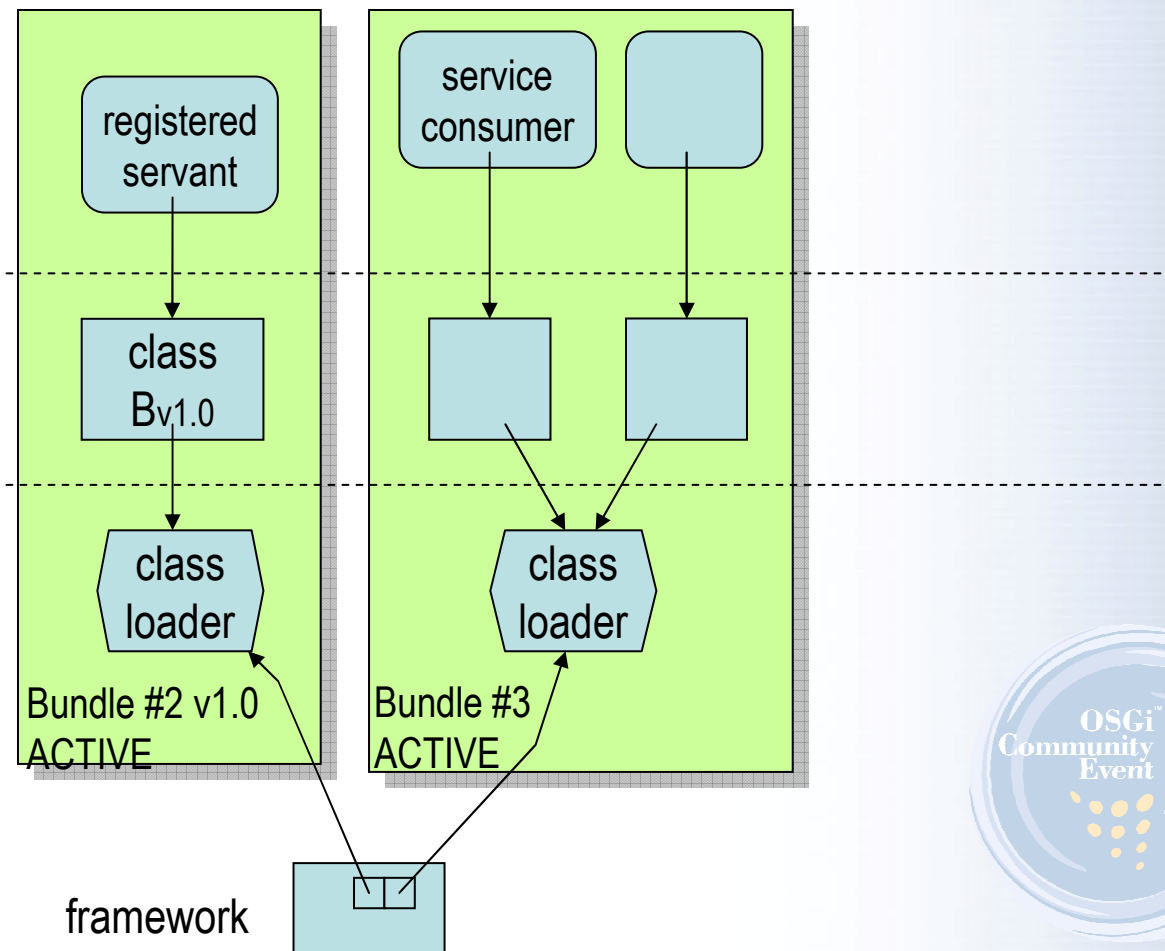 registered
servant
service
consumer
class
Bv1.0
class
loader
class
loader
Bundle #2 v1.0
ACTIVE
Bundle #3
ACTIVE
framework
OSGi™
Community
Event